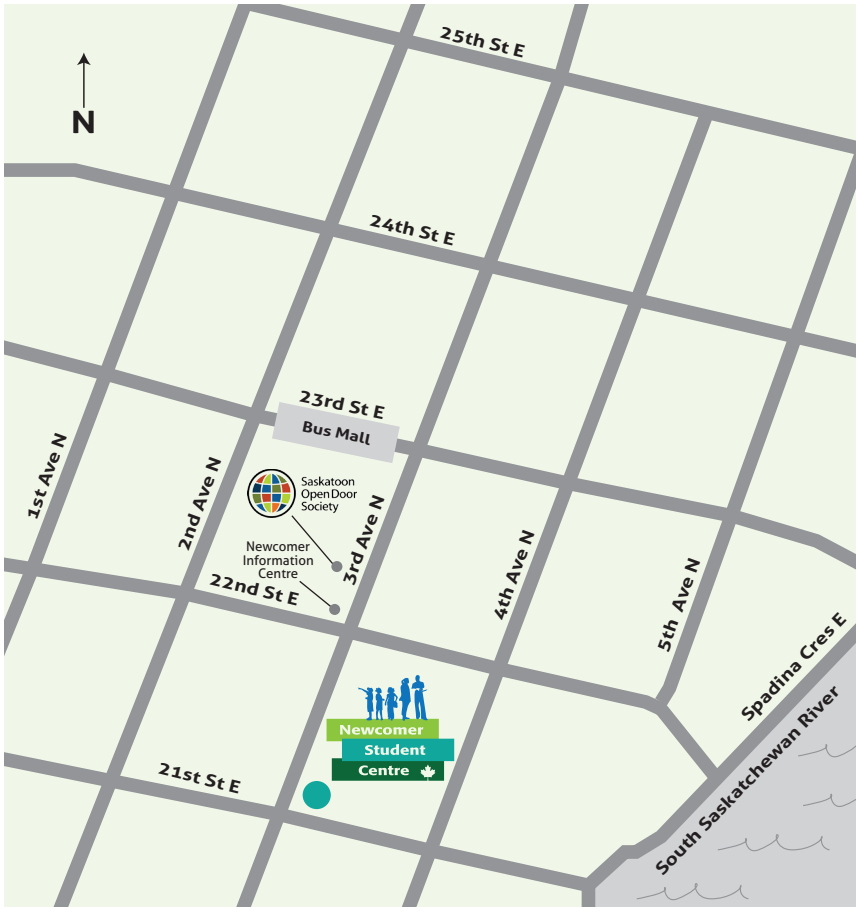 25th St E
N
24th St E
23rd St E
Bus Mall
1st Ave N
2nd Ave N
Saskatoon
Open Door
Society
3rd Ave N
Newcomer
Information
Centre
22nd St E
4th Ave N
5th Ave N
Spadina Cres E
South Saskatchewan River
Newcomer
Student
Centre
21st St E